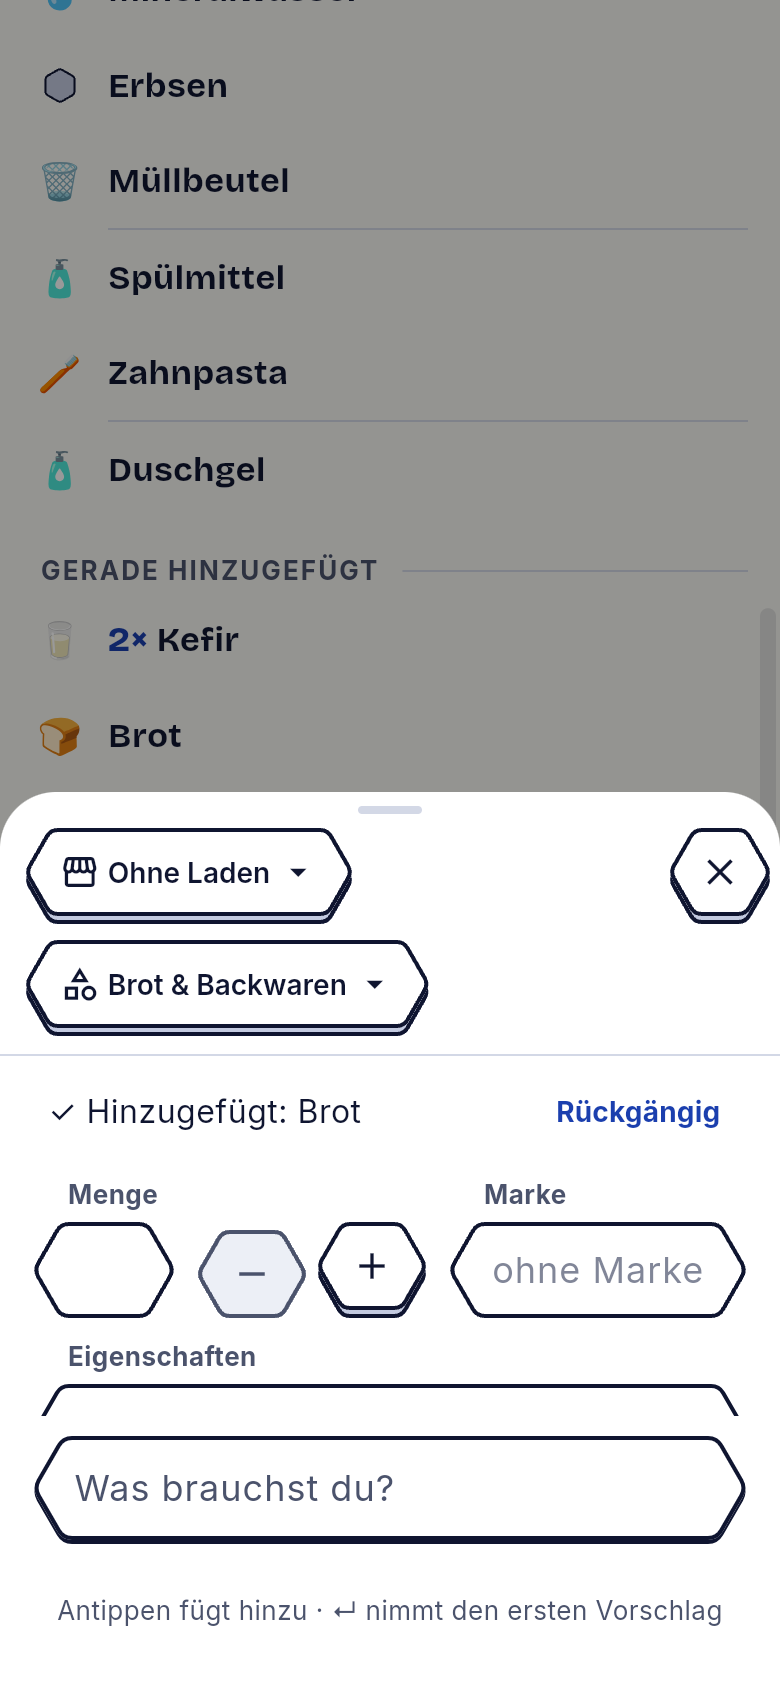 Erbsen
Müllbeutel
Spülmittel
Zahnpasta
Duschgel
GERADE HINZUGEFÜGT
2× Kefir
Brot
Ohne Laden
Brot & Backwaren
✓ Hinzugefügt: Brot Rückgängig
Menge Marke
− + ohne Marke
Eigenschaften
Was brauchst du?
Antippen fügt hinzu · ↵ nimmt den ersten Vorschlag